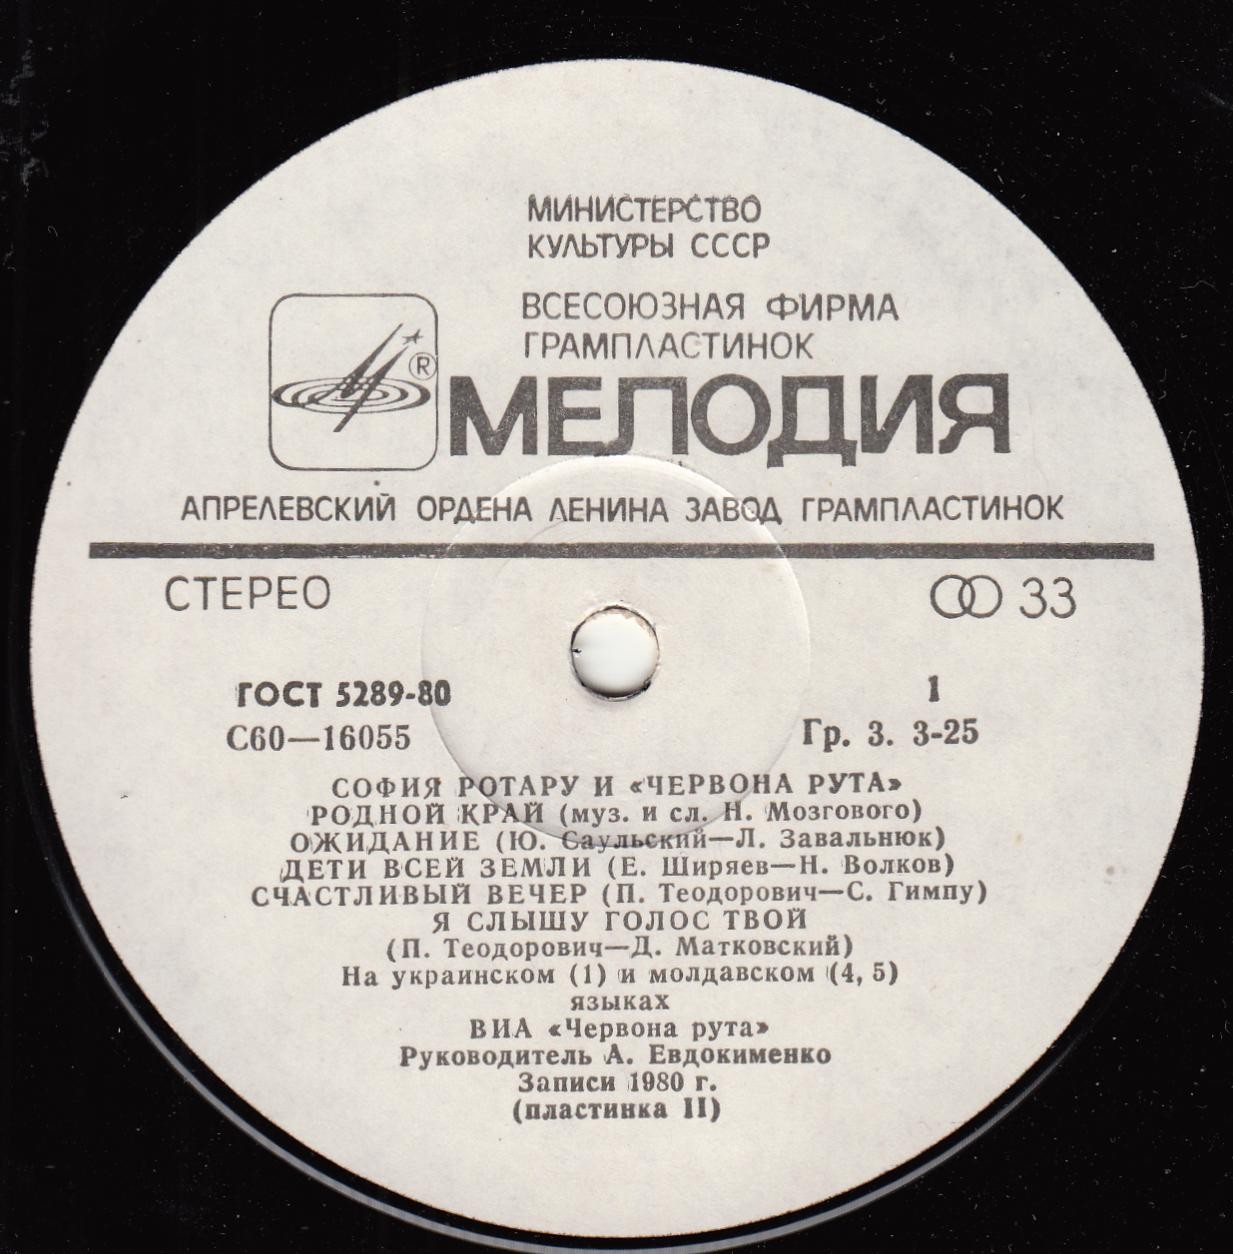 МИНИСТЕРСТВО
КУЛЬТУРЫ СССР
ВСЕСОЮЗНАЯ ФИРМА
ГРАМПЛАСТИНОК
®
МЕЛОДИЯ
АПРЕЛЕВСКИЙ ОРДЕНА ЛЕНИНА ЗАВОД ГРАМПЛАСТИНОК
СТЕРЕО 33
ГОСТ 5289-80 1
С60—16055 Гр. 3. 3-25
СОФИЯ РОТАРУ И «ЧЕРВОНА РУТА»
РОДНОЙ КРАЙ (муз. и сл. Н. Мозгового)
ОЖИДАНИЕ (Ю. Саульский—Л. Завальнюк)
ДЕТИ ВСЕЙ ЗЕМЛИ (Е. Ширяев—Н. Волков)
СЧАСТЛИВЫЙ ВЕЧЕР (П. Теодорович—С. Гимпу)
Я СЛЫШУ ГОЛОС ТВОЙ
(П. Теодорович—Д. Матковский)
На украинском (1) и молдавском (4, 5)
языках
ВИА «Червона рута»
Руководитель А. Евдокименко
Записи 1980 г.
(пластинка II)